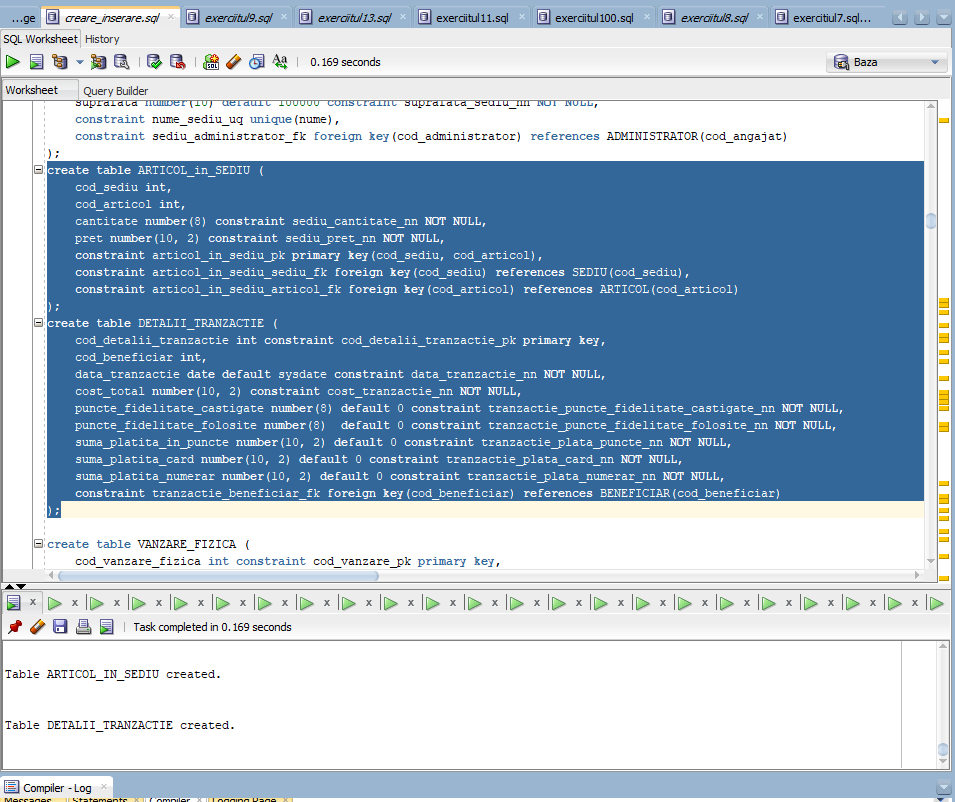 ...ge creare_inserare.sql exerciitul9.sql exerciitul13.sql exerciitul11.sql exerciitul100.sql exerciitul8.sql exercitiul7.sql...
SQL Worksheet History
0.169 seconds Baza
Worksheet Query Builder
suprafata number(10) default 100000 constraint suprafata_sediu_nn NOT NULL,
constraint nume_sediu_uq unique(nume),
constraint sediu_administrator_fk foreign key(cod_administrator) references ADMINISTRATOR(cod_angajat)
);
create table ARTICOL_in_SEDIU (
cod_sediu int,
cod_articol int,
cantitate number(8) constraint sediu_cantitate_nn NOT NULL,
pret number(10, 2) constraint sediu_pret_nn NOT NULL,
constraint articol_in_sediu_pk primary key(cod_sediu, cod_articol),
constraint articol_in_sediu_sediu_fk foreign key(cod_sediu) references SEDIU(cod_sediu),
constraint articol_in_sediu_articol_fk foreign key(cod_articol) references ARTICOL(cod_articol)
);
create table DETALII_TRANZACTIE (
cod_detalii_tranzactie int constraint cod_detalii_tranzactie_pk primary key,
cod_beneficiar int,
data_tranzactie date default sysdate constraint data_tranzactie_nn NOT NULL,
cost_total number(10, 2) constraint cost_tranzactie_nn NOT NULL,
puncte_fidelitate_castigate number(8) default 0 constraint tranzactie_puncte_fidelitate_castigate_nn NOT NULL,
puncte_fidelitate_folosite number(8)  default 0 constraint tranzactie_puncte_fidelitate_folosite_nn NOT NULL,
suma_platita_in_puncte number(10, 2) default 0 constraint tranzactie_plata_puncte_nn NOT NULL,
suma_platita_card number(10, 2) default 0 constraint tranzactie_plata_card_nn NOT NULL,
suma_platita_numerar number(10, 2) default 0 constraint tranzactie_plata_numerar_nn NOT NULL,
constraint tranzactie_beneficiar_fk foreign key(cod_beneficiar) references BENEFICIAR(cod_beneficiar)
);
create table VANZARE_FIZICA (
cod_vanzare_fizica int constraint cod_vanzare_pk primary key,
Task completed in 0.169 seconds
Table ARTICOL_IN_SEDIU created.
Table DETALII_TRANZACTIE created.
Compiler - Log
Messages Statements Compiler Logging Page